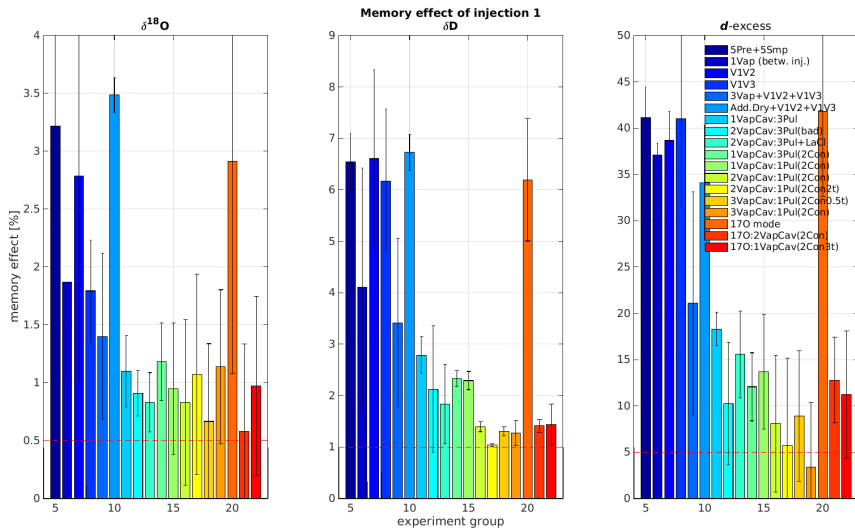 Memory effect of injection 1
δ¹⁸O
δD
d-excess
memory effect [%]
4
3.5
3
2.5
2
1.5
1
0.5
0
5
10
15
20
9
8
7
6
5
4
3
2
1
0
5
10
15
20
experiment group
50
45
40
35
30
25
20
15
10
5
0
5
10
15
20
5Pre+5Smp
1Vap (betw. inj.)
V1V2
V1V3
3Vap+V1V2+V1V3
Add.Dry+V1V2+V1V3
1VapCav:3Pul
2VapCav:3Pul(bad)
2VapCav:3Pul+LaCl
1VapCav:3Pul(2Con)
1VapCav:1Pul(2Con)
2VapCav:1Pul(2Con)
2VapCav:1Pul(2Con2t)
3VapCav:1Pul(2Con0.5t)
3VapCav:1Pul(2Con)
17O mode
17O:2VapCav(2Con)
17O:1VapCav(2Con3t)